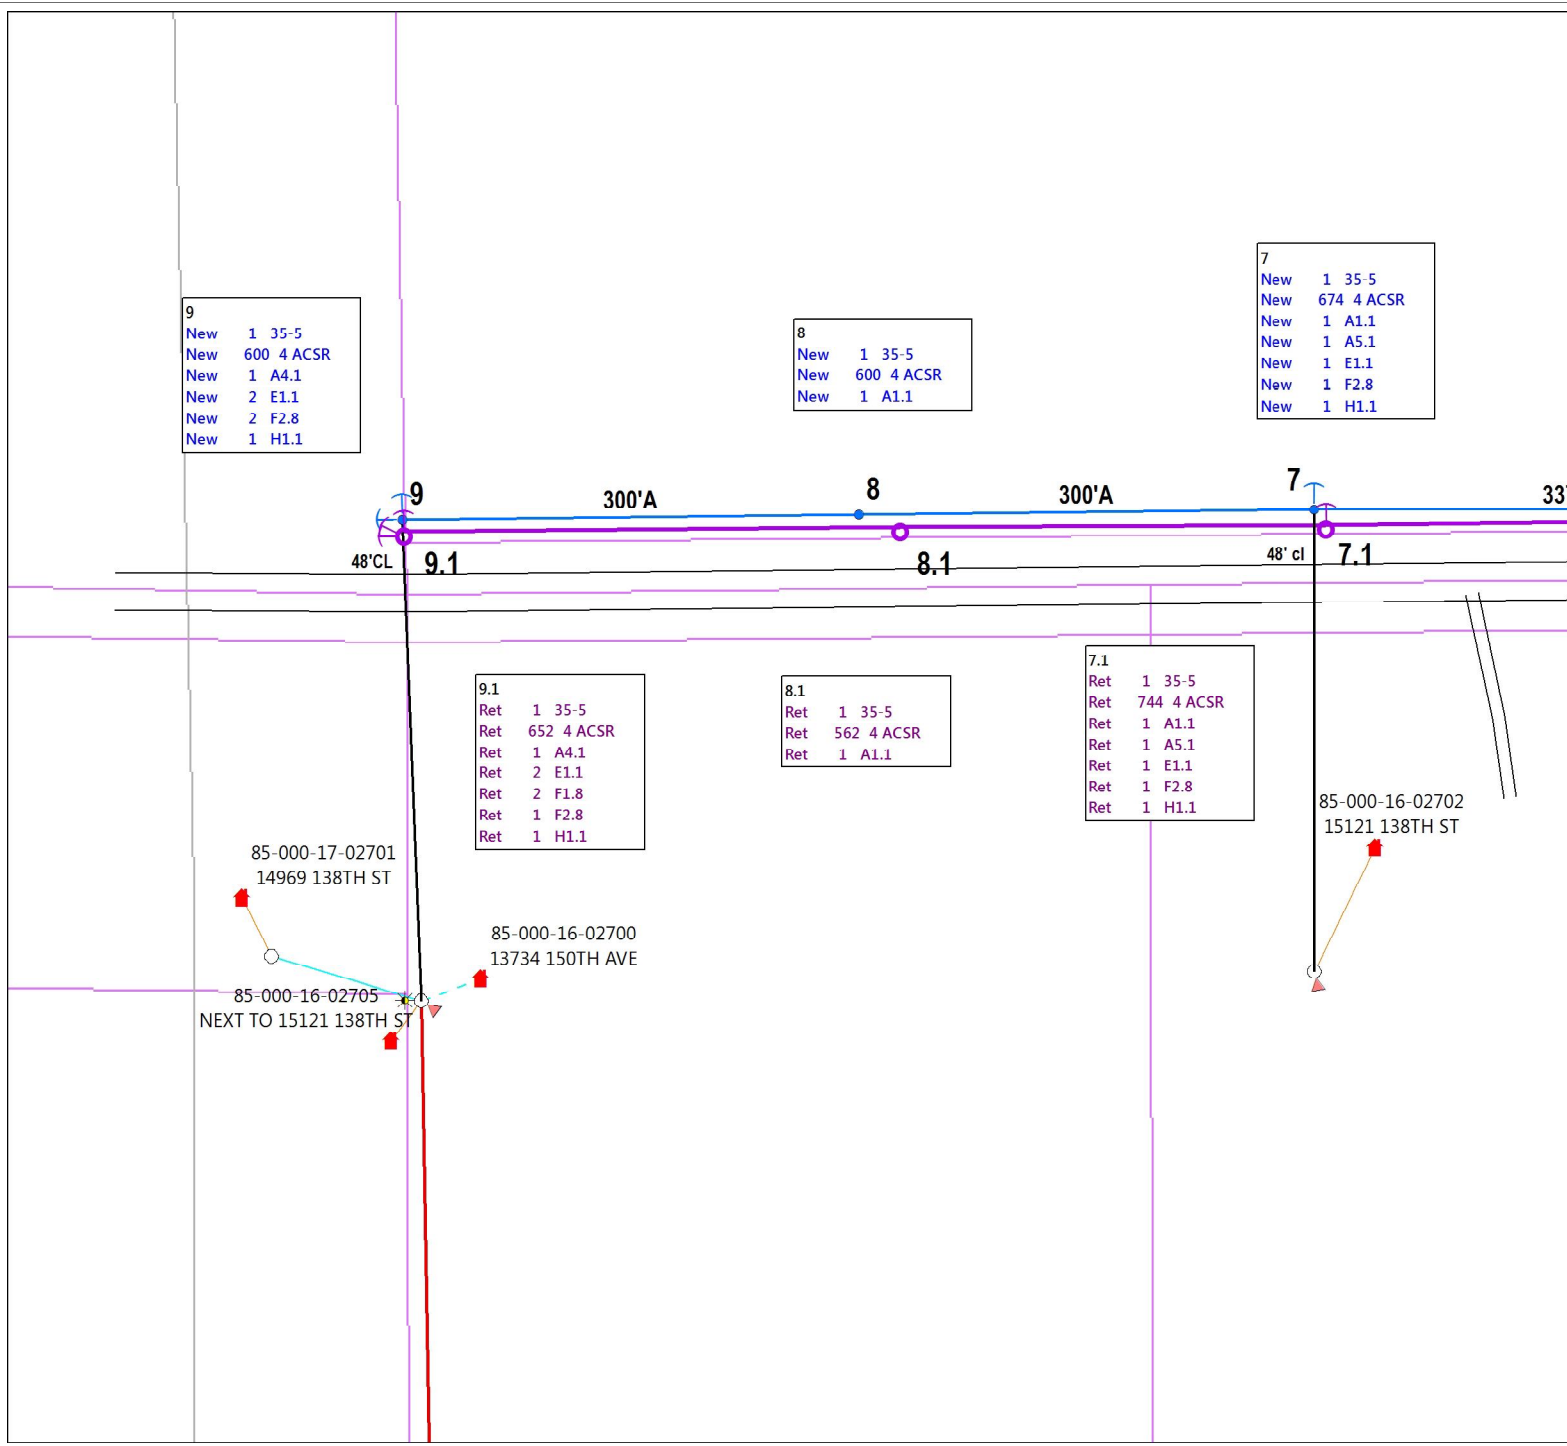 7
New 1 35-5
New 674 4 ACSR
New 1 A1.1
New 1 A5.1
New 1 E1.1
New 1 F2.8
New 1 H1.1
9
New 1 35-5
New 600 4 ACSR
New 1 A4.1
New 2 E1.1
New 2 F2.8
New 1 H1.1
8
New 1 35-5
New 600 4 ACSR
New 1 A1.1
9
300'A
8
300'A
7
33'
48'CL
9.1
8.1
48' cl
7.1
9.1
Ret 1 35-5
Ret 652 4 ACSR
Ret 1 A4.1
Ret 2 E1.1
Ret 2 F1.8
Ret 1 F2.8
Ret 1 H1.1
8.1
Ret 1 35-5
Ret 562 4 ACSR
Ret 1 A1.1
7.1
Ret 1 35-5
Ret 744 4 ACSR
Ret 1 A1.1
Ret 1 A5.1
Ret 1 E1.1
Ret 1 F2.8
Ret 1 H1.1
85-000-16-02702
15121 138TH ST
85-000-17-02701
14969 138TH ST
85-000-16-02700
13734 150TH AVE
85-000-16-02705
NEXT TO 15121 138TH ST